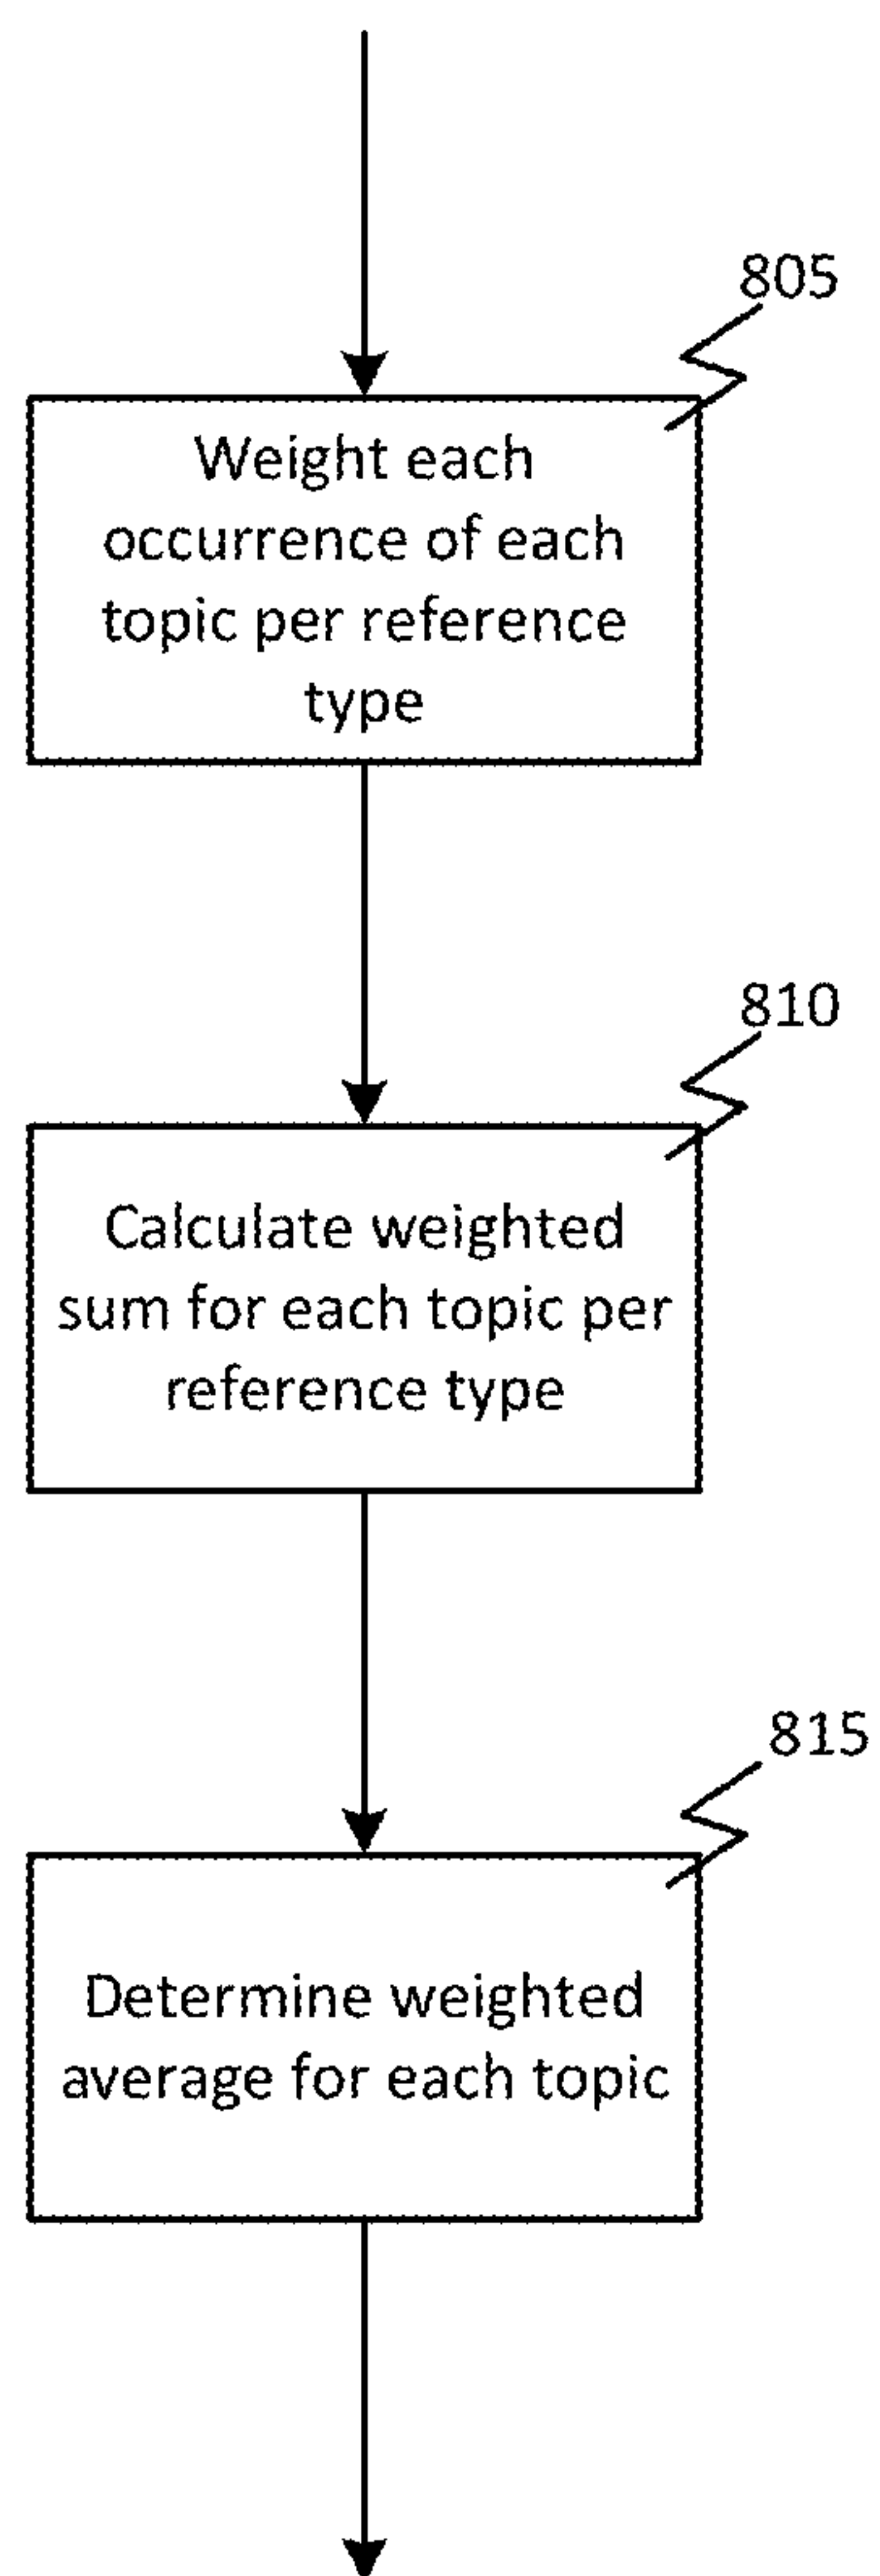 805
Weight each
occurrence of each
topic per reference
type
810
Calculate weighted
sum for each topic per
reference type
815
Determine weighted
average for each topic